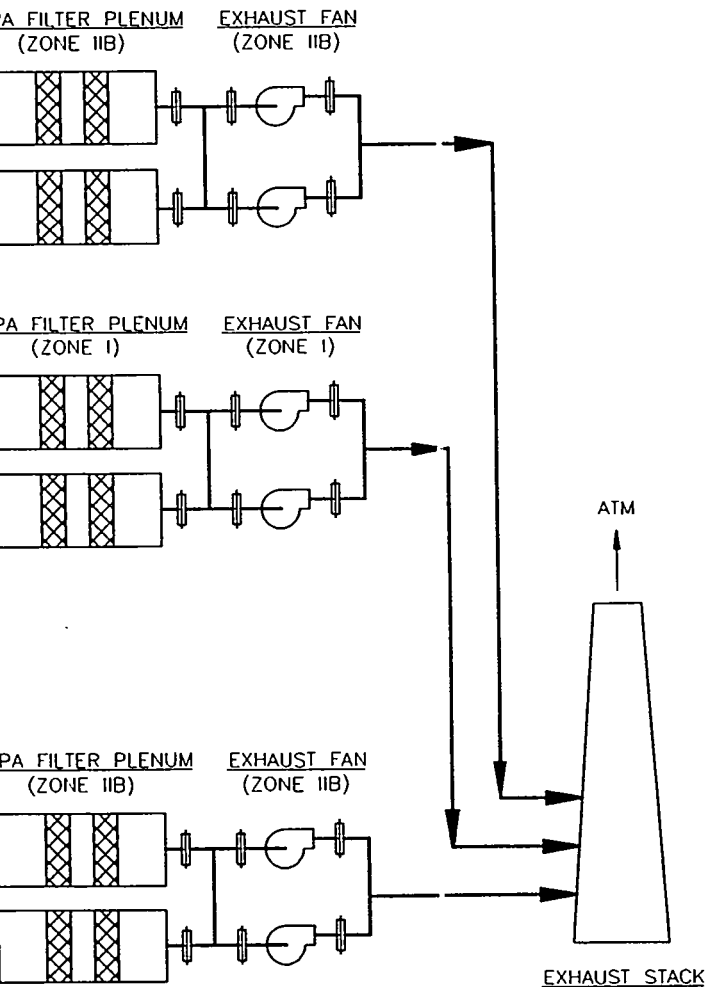 PA FILTER PLENUM
(ZONE IIB)
EXHAUST FAN
(ZONE IIB)
PA FILTER PLENUM
(ZONE I)
EXHAUST FAN
(ZONE I)
ATM
PA FILTER PLENUM
(ZONE IIB)
EXHAUST FAN
(ZONE IIB)
EXHAUST STACK